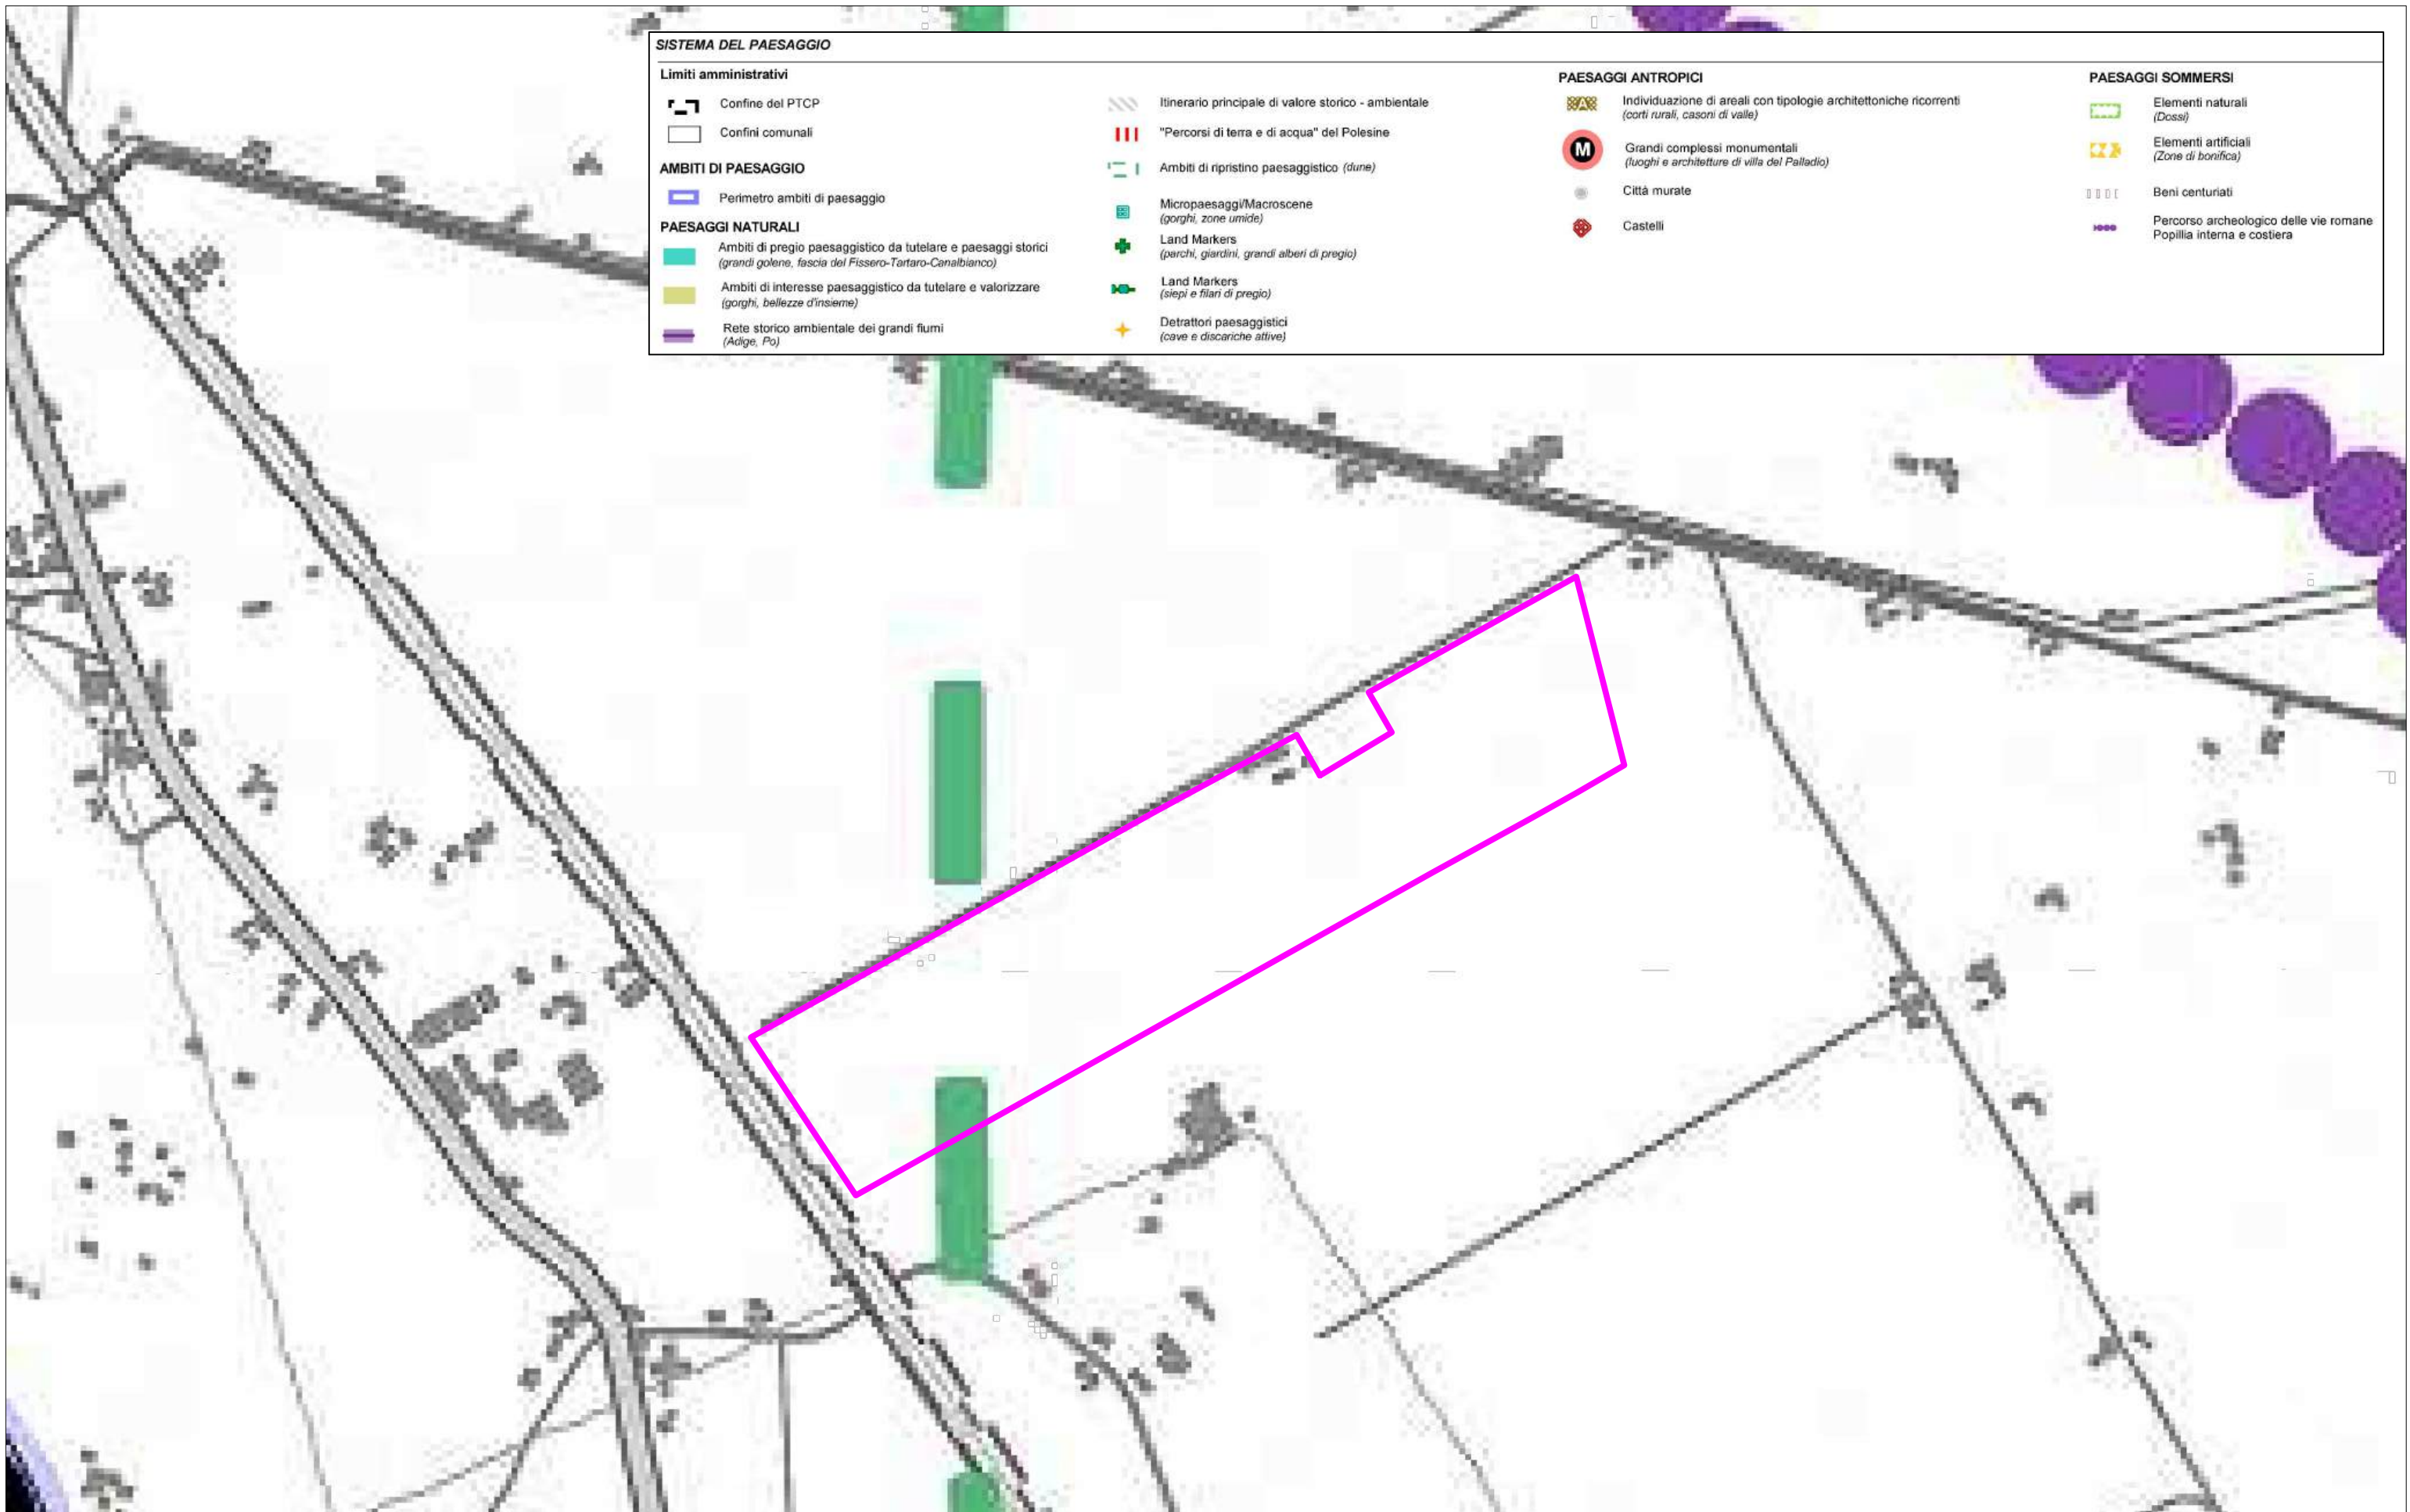 SISTEMA DEL PAESAGGIO
Limiti amministrativi
Confine del PTCP
Confini comunali
AMBITI DI PAESAGGIO
Perimetro ambiti di paesaggio
PAESAGGI NATURALI
Ambiti di pregio paesaggistico da tutelare e paesaggi storici
(grandi golene, fascia del Fissero-Tartaro-Canalbianco)
Ambiti di interesse paesaggistico da tutelare e valorizzare
(gorghi, bellezze d'insieme)
Rete storico ambientale dei grandi fiumi
(Adige, Po)
Itinerario principale di valore storico - ambientale
"Percorsi di terra e di acqua" del Polesine
Ambiti di ripristino paesaggistico (dune)
Micropaesaggi/Macroscene
(gorghi, zone umide)
Land Markers
(parchi, giardini, grandi alberi di pregio)
Land Markers
(siepi e filari di pregio)
Detrattori paesaggistici
(cave e discariche attive)
PAESAGGI ANTROPICI
A
Individuazione di areali con tipologie architettoniche ricorrenti
(corti rurali, casoni di valle)
M
Grandi complessi monumentali
(luoghi e architetture di villa del Palladio)
Città murate
Castelli
PAESAGGI SOMMERSI
Elementi naturali
(Dossi)
Elementi artificiali
(Zone di bonifica)
Beni centuriati
Percorso archeologico delle vie romane
Popillia interna e costiera